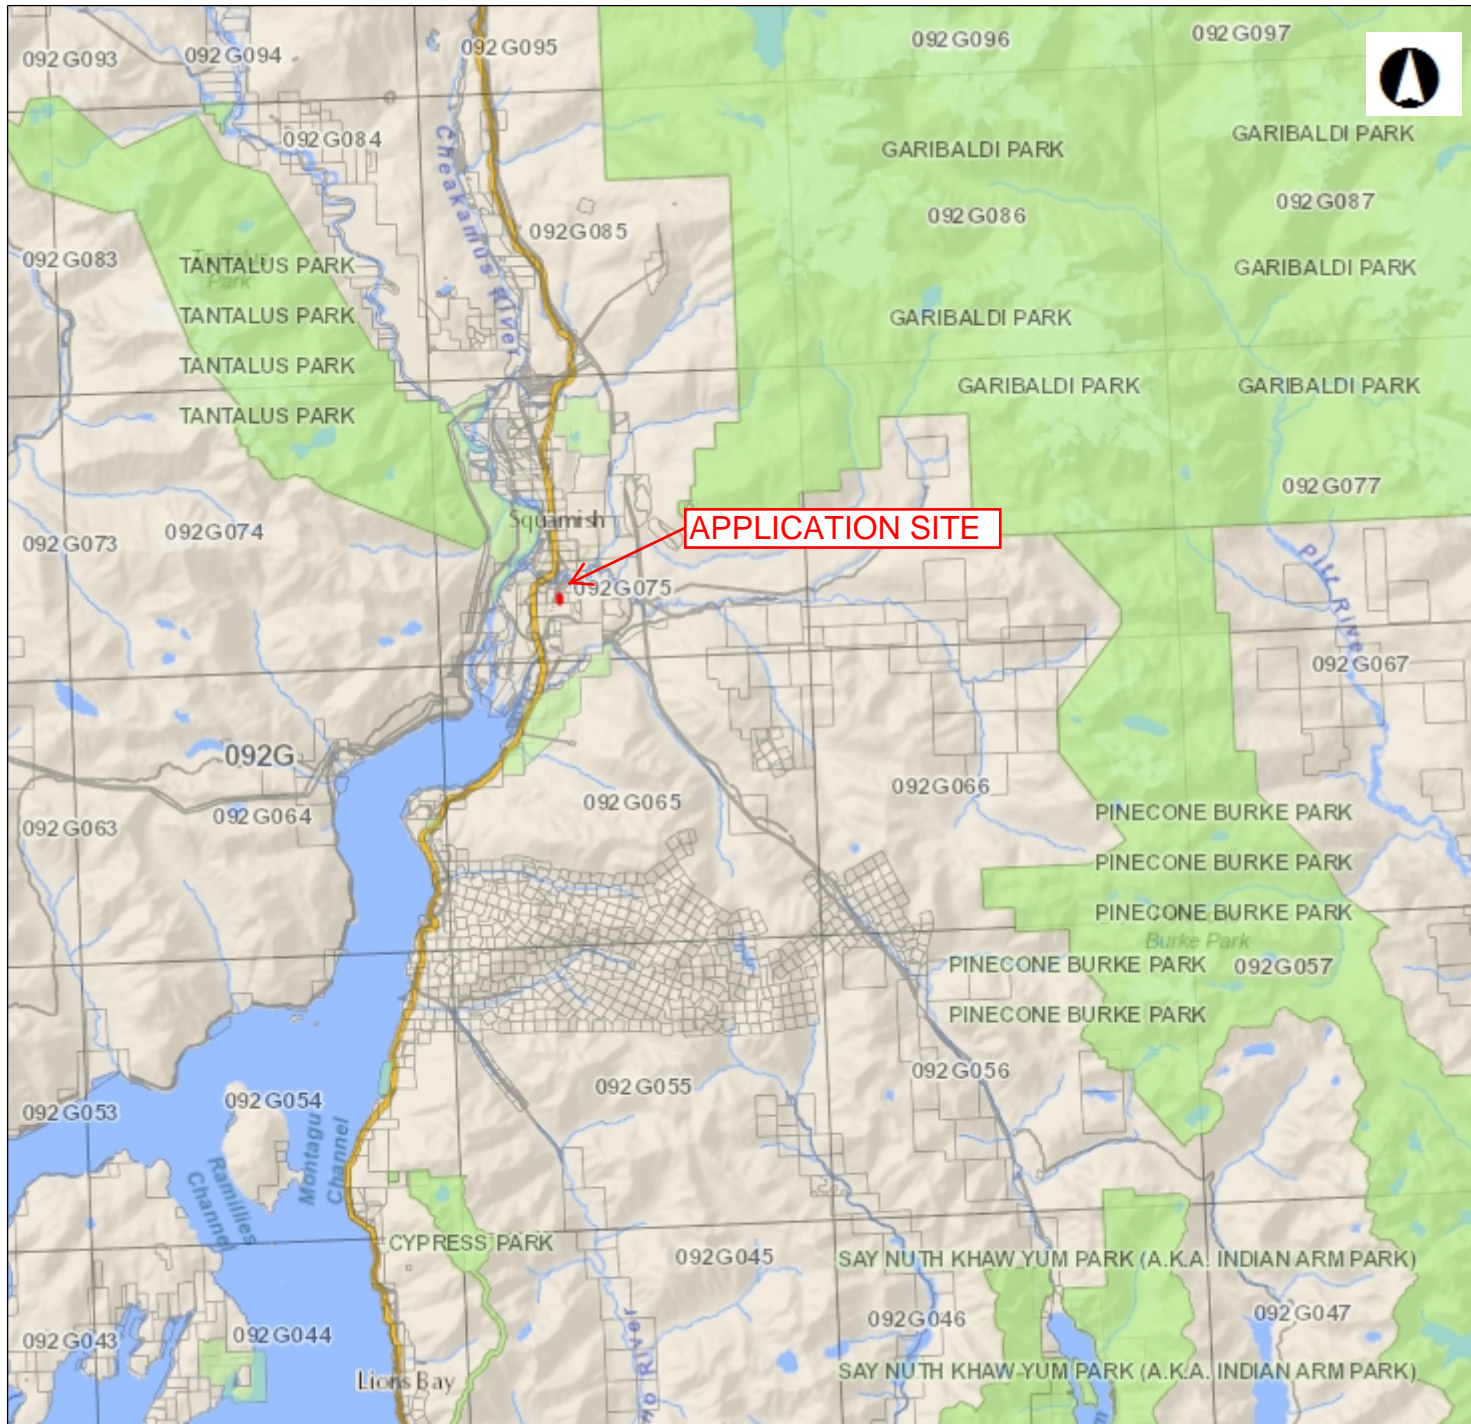 092G093
092G094
092G095
092G096
092G097
092G084
Cheakamus River
GARIBALDI PARK
GARIBALDI PARK
092G085
092G086
092G087
092G083
TANTALUS PARK
Park
GARIBALDI PARK
TANTALUS PARK
GARIBALDI PARK
TANTALUS PARK
GARIBALDI PARK
GARIBALDI PARK
TANTALUS PARK
092G077
Squamish
APPLICATION SITE
092G074
092G073
092G075
Pitt River
092G067
092G
092G066
092G065
092G064
092G063
PINECONE BURKE PARK
PINECONE BURKE PARK
PINECONE BURKE PARK
Burke Park
PINECONE BURKE PARK
092G057
PINECONE BURKE PARK
092G056
092G055
092G054
092G053
Montagu
Channel
Ramillies
Channel
CYPRESS PARK
092G045
SAY NUTH KHAW YUM PARK (A.K.A. INDIAN ARM PARK)
092G047
092G046
092G044
092G043
River
SAY NUTH KHAW YUM PARK (A.K.A. INDIAN ARM PARK)
Lions Bay